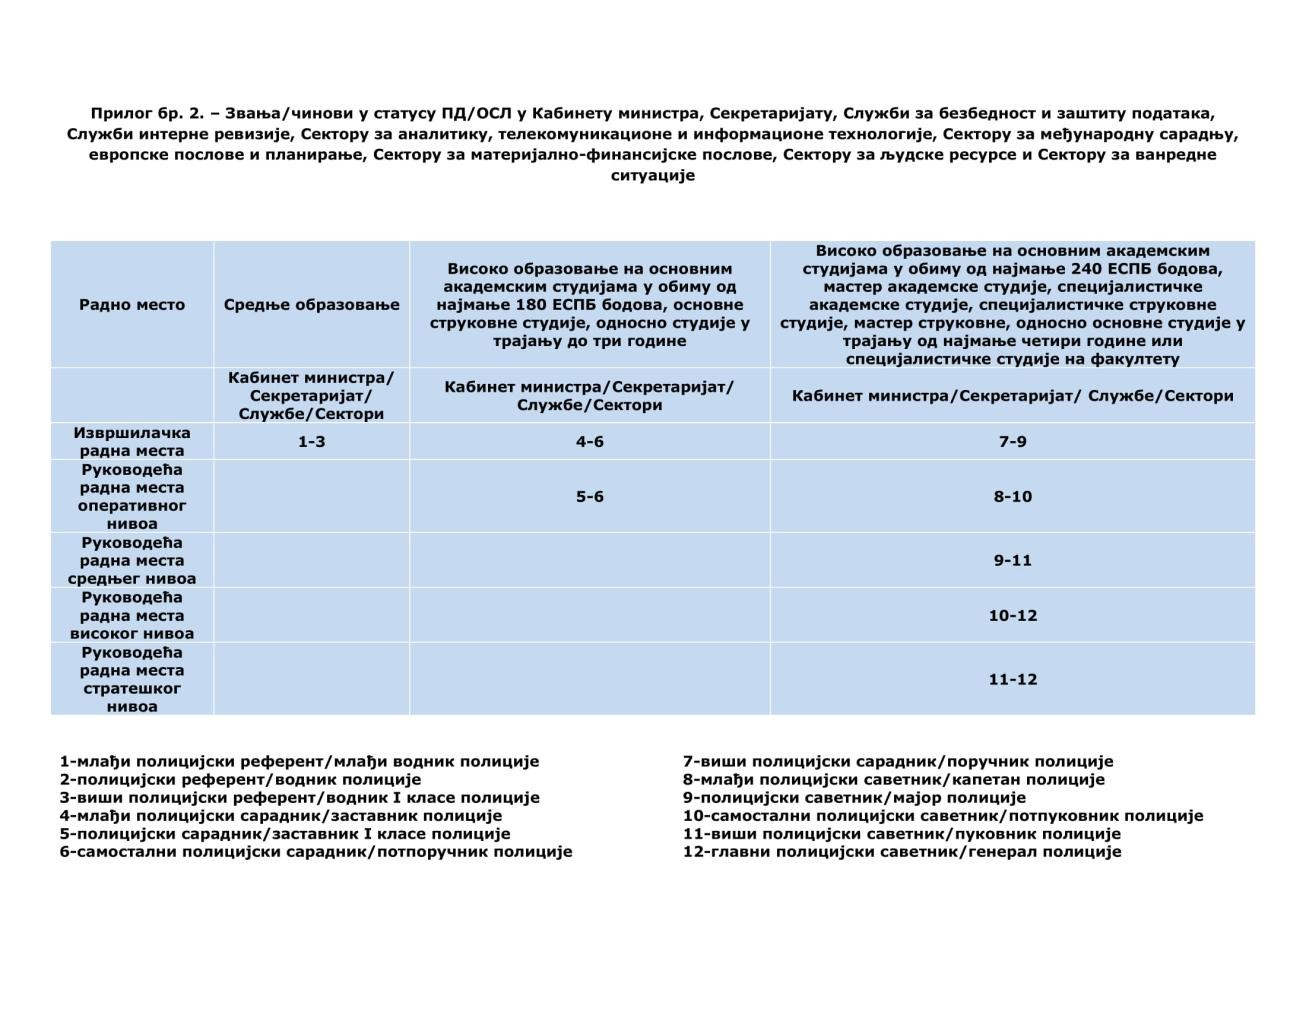 Прилог бр. 2. – Звања/чинови у статусу ПД/ОСЛ у Кабинету министра, Секретаријату, Служби за безбедност и заштиту података,
Служби интерне ревизије, Сектору за аналитику, телекомуникационе и информационе технологије, Сектору за међународну сарадњу,
европске послове и планирање, Сектору за материјално-финансијске послове, Сектору за људске ресурсе и Сектору за ванредне
ситуације
Радно место
Средње образовање
Високо образовање на основним
академским студијама у обиму од
најмање 180 ЕСПБ бодова, основне
струковне студије, односно студије у
трајању до три године
Високо образовање на основним академским
студијама у обиму од најмање 240 ЕСПБ бодова,
мастер академске студије, специјалистичке
академске студије, специјалистичке струковне
студије, мастер струковне, односно основне студије у
трајању од најмање четири године или
специјалистичке студије на факултету
Кабинет министра/
Секретаријат/
Службе/Сектори
Кабинет министра/Секретаријат/
Службе/Сектори
Кабинет министра/Секретаријат/ Службе/Сектори
Извршилачка
радна места
1-3
4-6
7-9
Руководећа
радна места
оперативног
нивоа
5-6
8-10
Руководећа
радна места
средњег нивоа
9-11
Руководећа
радна места
високог нивоа
10-12
Руководећа
радна места
стратешког
нивоа
11-12
1-млађи полицијски референт/млађи водник полиције
2-полицијски референт/водник полиције
3-виши полицијски референт/водник I класе полиције
4-млађи полицијски сарадник/заставник полиције
5-полицијски сарадник/заставник I класе полиције
6-самостални полицијски сарадник/потпоручник полиције
7-виши полицијски сарадник/поручник полиције
8-млађи полицијски саветник/капетан полиције
9-полицијски саветник/мајор полиције
10-самостални полицијски саветник/потпуковник полиције
11-виши полицијски саветник/пуковник полиције
12-главни полицијски саветник/генерал полиције